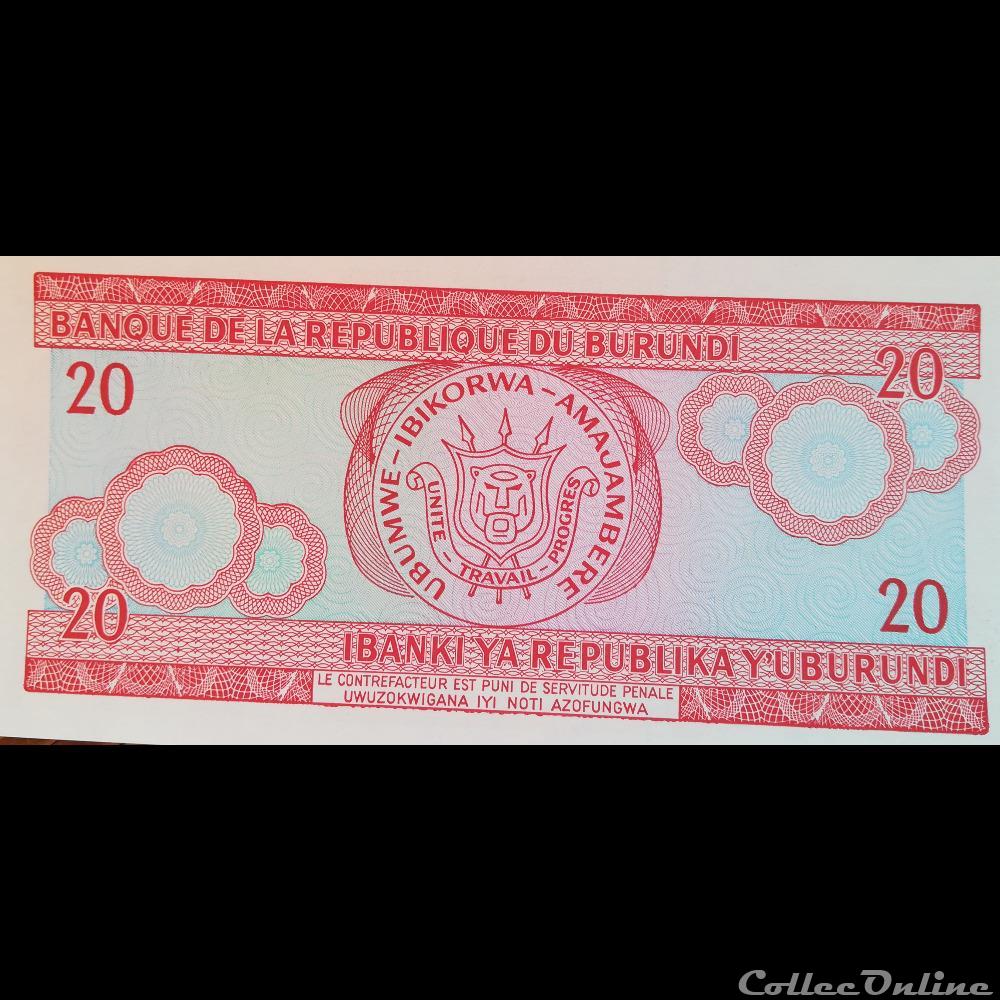 BANQUE DE LA REPUBLIQUE DU BURUNDI
20
20
UBUMWE-IBIKORWA-AMAJAMBERE
UNITE-TRAVAIL-PROGRES
20
20
IBANKI YA REPUBLIKA Y'UBURUNDI
LE CONTREFACTEUR EST PUNI DE SERVITUDE PENALE
UWUZOKWIGANA IYI NOTI AZOFUNGWA
CollecOnline